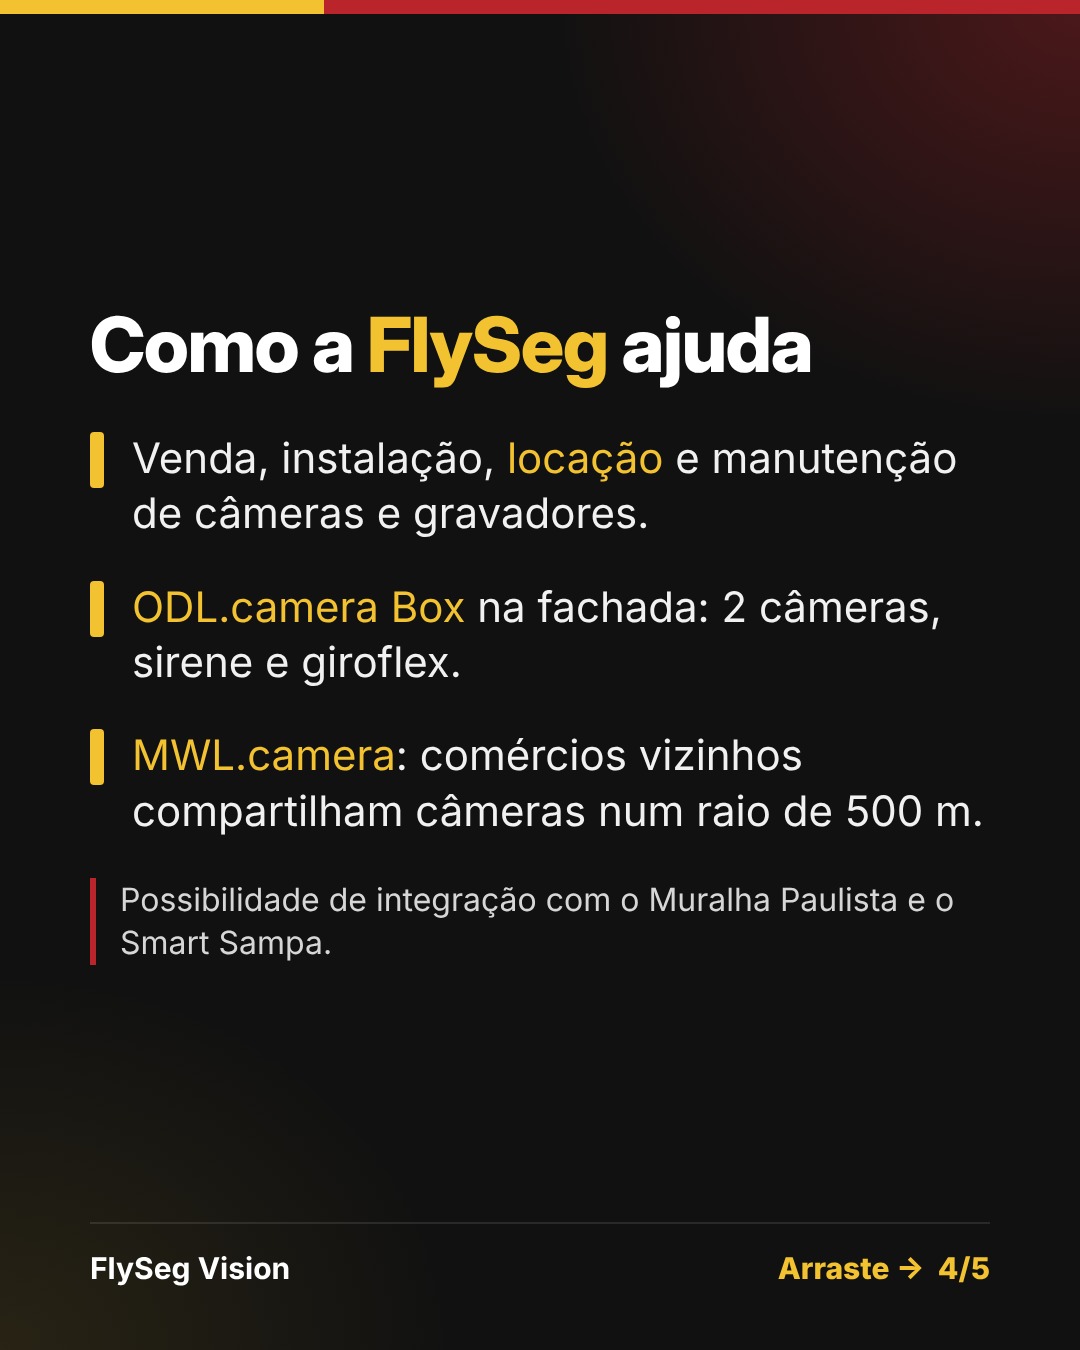 Como a FlySeg ajuda
Venda, instalação, locação e manutenção
de câmeras e gravadores.
ODL.camera Box na fachada: 2 câmeras,
sirene e giroflex.
MWL.camera: comércios vizinhos
compartilham câmeras num raio de 500 m.
Possibilidade de integração com o Muralha Paulista e o
Smart Sampa.
FlySeg Vision
Arraste → 4/5